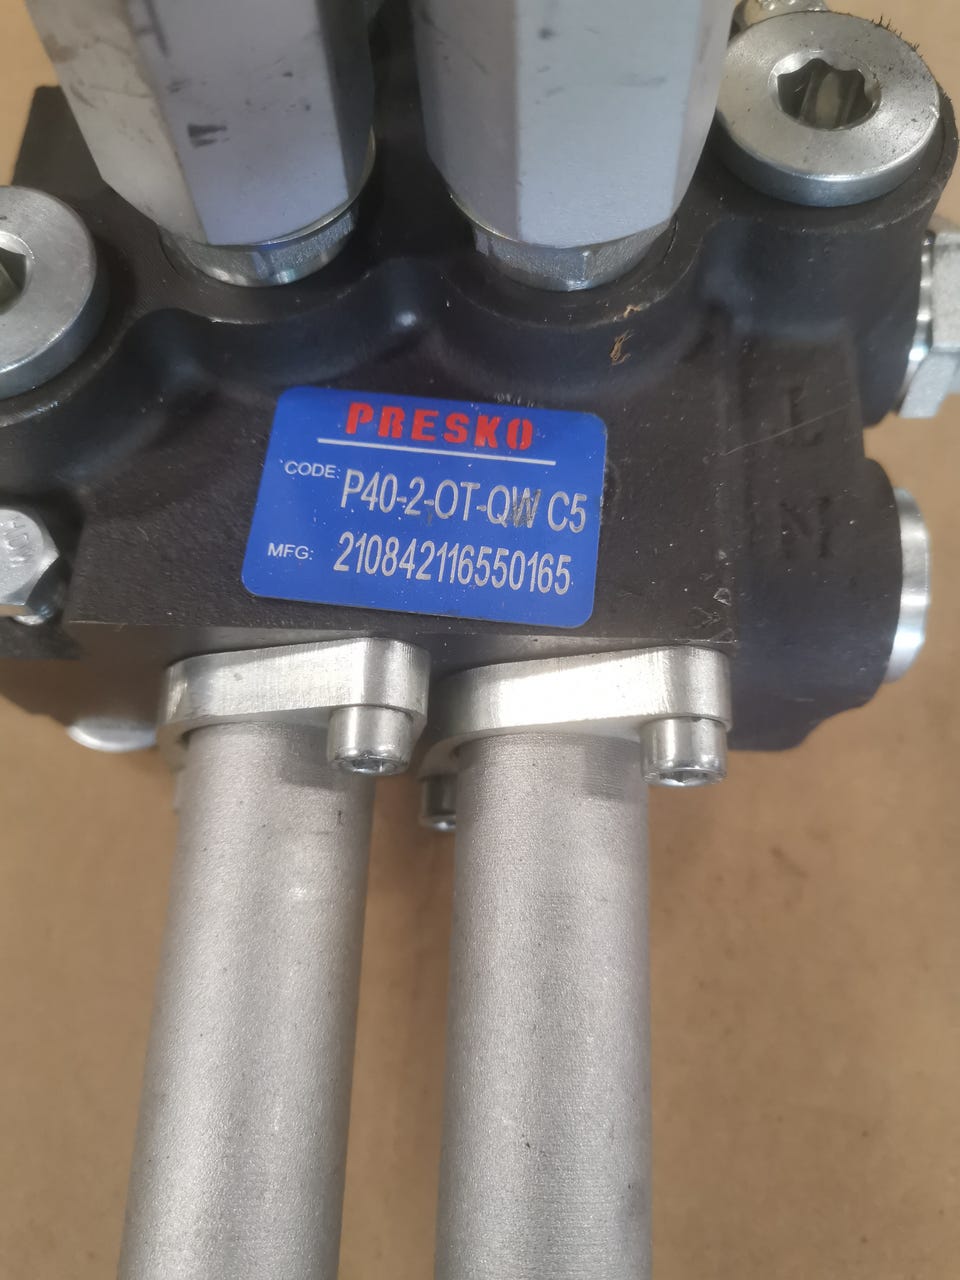 PRESKO
CODE: P40-2-OT-QW C5
MFG: 210842116550165
N